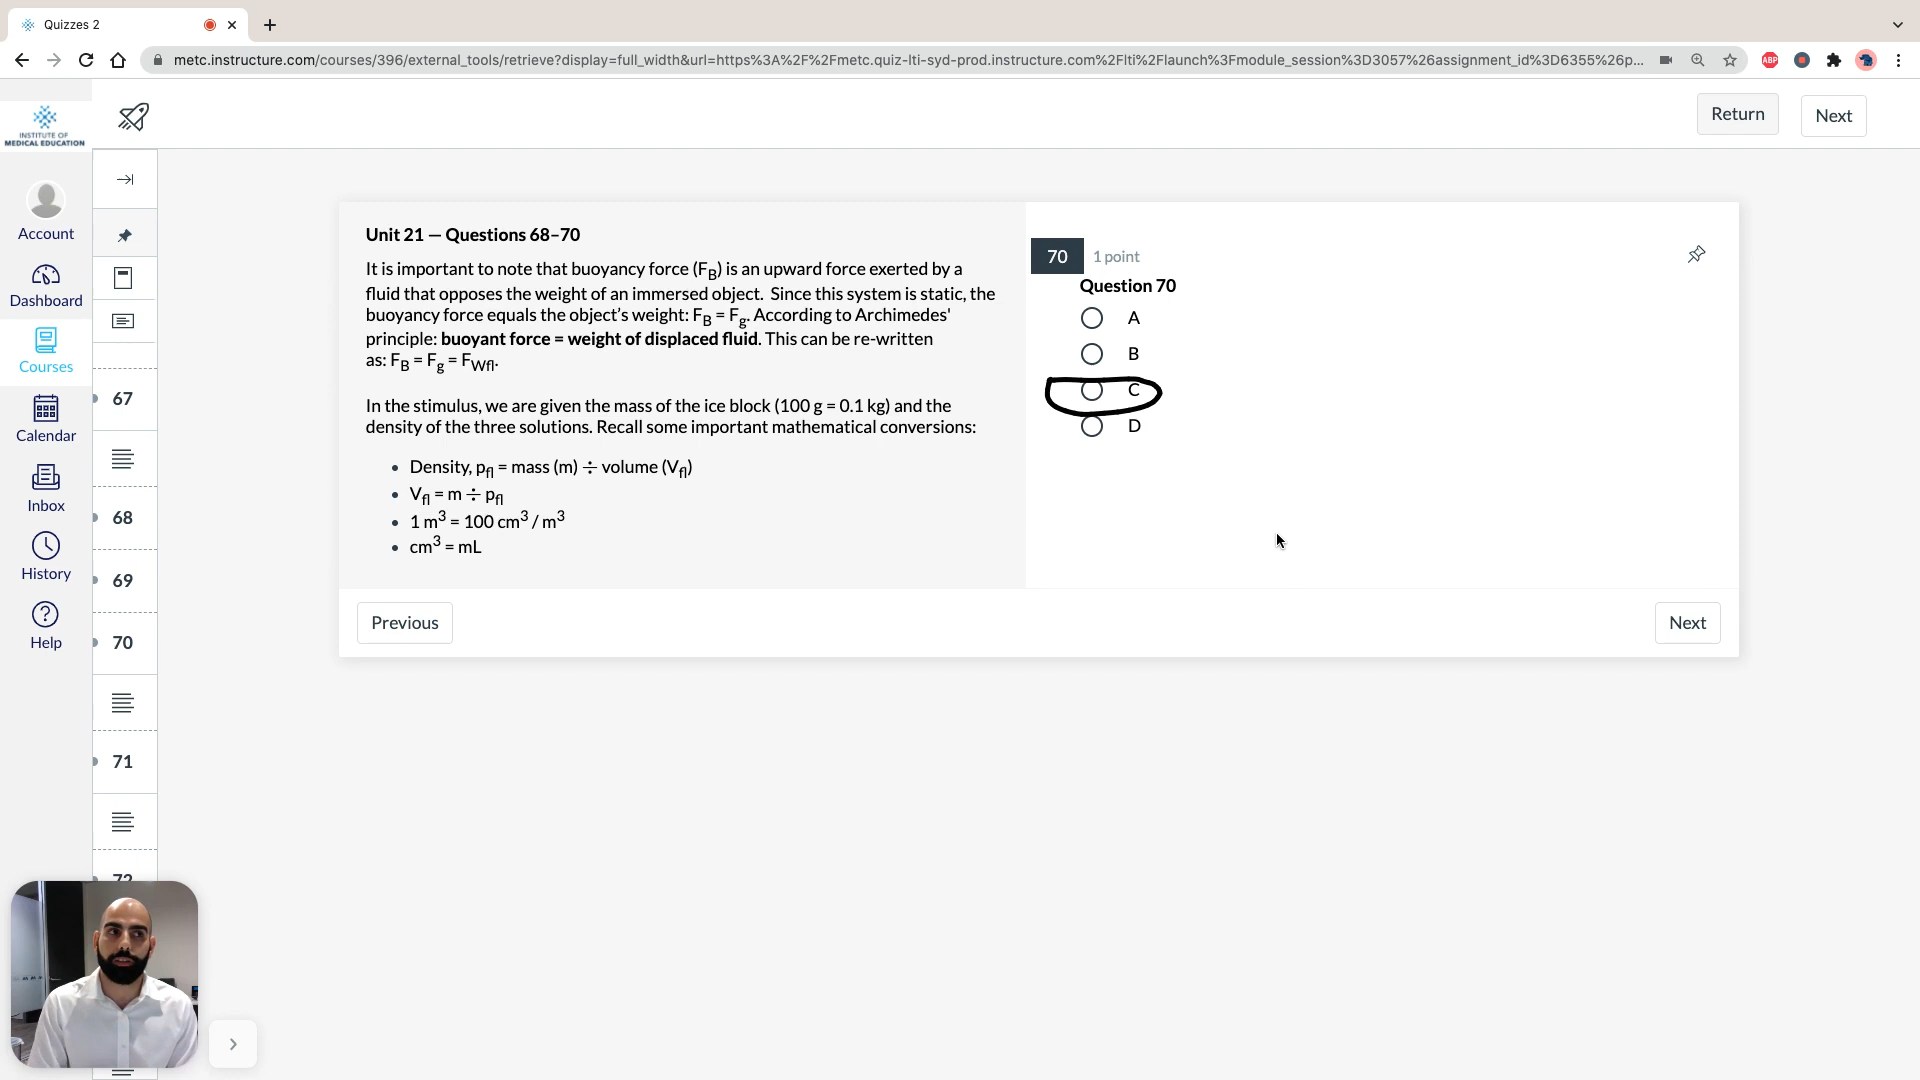 Quizzes 2
metc.instructure.com/courses/396/external_tools/retrieve?display=full_width&url=https%3A%2F%2Fmetc.quiz-lti-syd-prod.instructure.com%2Flti%2Flaunch%3Fmodule_session%3D3057%26assignment_id%3D6355%26p...
ABP
INSTITUTE OF
MEDICAL EDUCATION
Return
Next
Account
Dashboard
Courses
Calendar
Inbox
History
Help
67
68
69
70
71
72
Unit 21 — Questions 68–70
It is important to note that buoyancy force (FB) is an upward force exerted by a
fluid that opposes the weight of an immersed object. Since this system is static, the
buoyancy force equals the object's weight: FB = Fg. According to Archimedes'
principle: buoyant force = weight of displaced fluid. This can be re-written
as: FB = Fg = FWfl.
In the stimulus, we are given the mass of the ice block (100 g = 0.1 kg) and the
density of the three solutions. Recall some important mathematical conversions:
• Density, pfl = mass (m) ÷ volume (Vfl)
• Vfl = m ÷ pfl
• 1 m3 = 100 cm3 / m3
• cm3 = mL
70 1 point
Question 70
A
B
C
D
Previous
Next